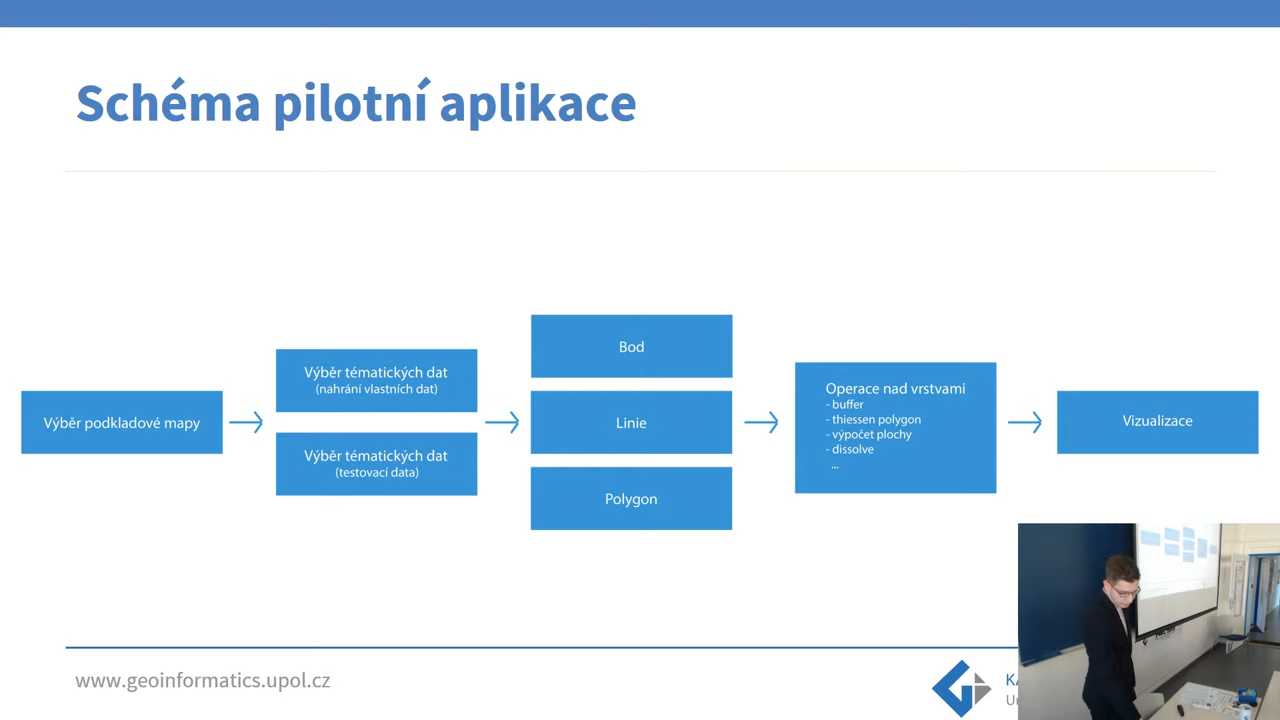 Schéma pilotní aplikace
Výběr podkladové mapy
Výběr tématických dat
(nahrání vlastních dat)
Výběr tématických dat
(testovací data)
Bod
Linie
Polygon
Operace nad vrstvami
- buffer
- thiessen polygon
- výpočet plochy
- dissolve
...
Vizualizace
www.geoinformatics.upol.cz